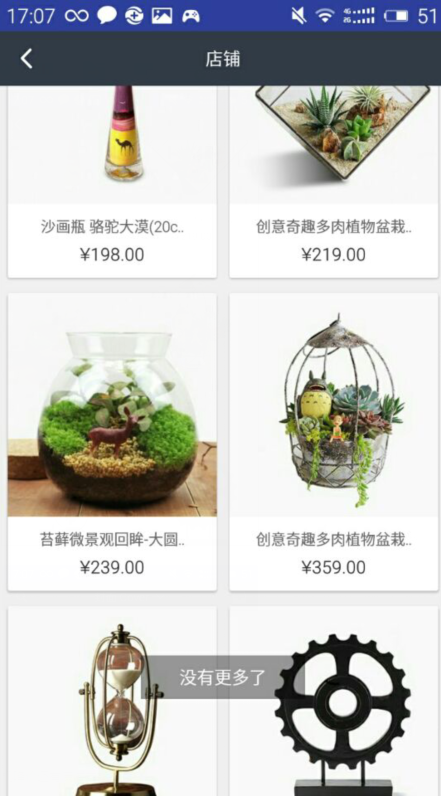 17:07
4G
2G
51
店铺
沙画瓶 骆驼大漠(20c..
创意奇趣多肉植物盆栽..
¥198.00
¥219.00
苔藓微景观回眸-大圆..
创意奇趣多肉植物盆栽..
¥239.00
¥359.00
没有更多了